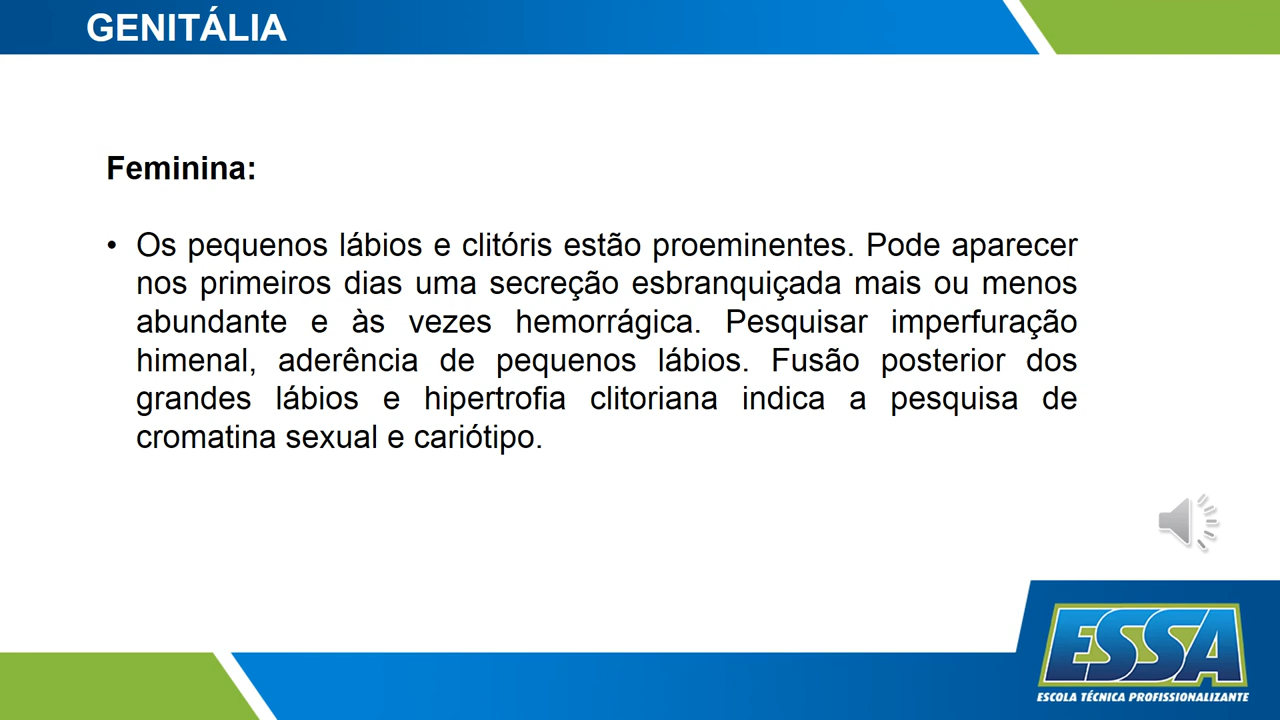 GENITÁLIA
Feminina:
• Os pequenos lábios e clitóris estão proeminentes. Pode aparecer
nos primeiros dias uma secreção esbranquiçada mais ou menos
abundante e às vezes hemorrágica. Pesquisar imperfuração
himenal, aderência de pequenos lábios. Fusão posterior dos
grandes lábios e hipertrofia clitoriana indica a pesquisa de
cromatina sexual e cariótipo.
ESSA
ESCOLA TÉCNICA PROFISSIONALIZANTE